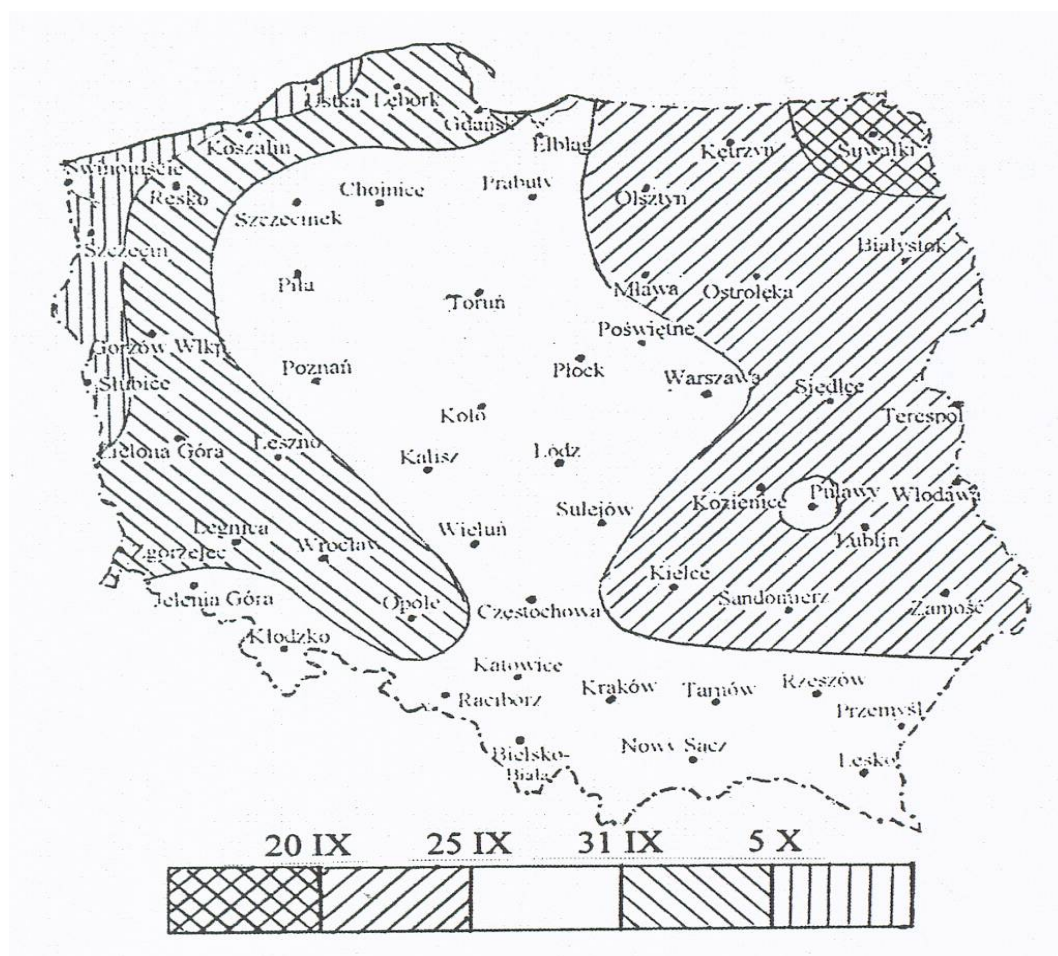 Ustka Lębork
Gdańsk
Elbląg
Koszalin
Kętrzyn
Suwałki
Świnoujście
Resko
Chojnice
Prabuty
Olsztyn
Szczecinek
Szczecin
Białystok
Piła
Toruń
Mława
Ostrołęka
Poświętne
Gorzów Wlkp.
Poznań
Płock
Warszawa
Słubice
Siedlce
Terespol
Koło
Zielona Góra
Leszno
Kalisz
Łódź
Kozienice
Puławy
Włodawa
Sulejów
Legnica
Wieluń
Lublin
Zgorzelec
Wrocław
Kielce
Jelenia Góra
Opole
Częstochowa
Sandomierz
Zamość
Kłodzko
Katowice
Racibórz
Kraków
Tarnów
Rzeszów
Przemyśl
Bielsko-
Biała
Nowy Sącz
Lesko
20 IX 25 IX 31 IX 5 X